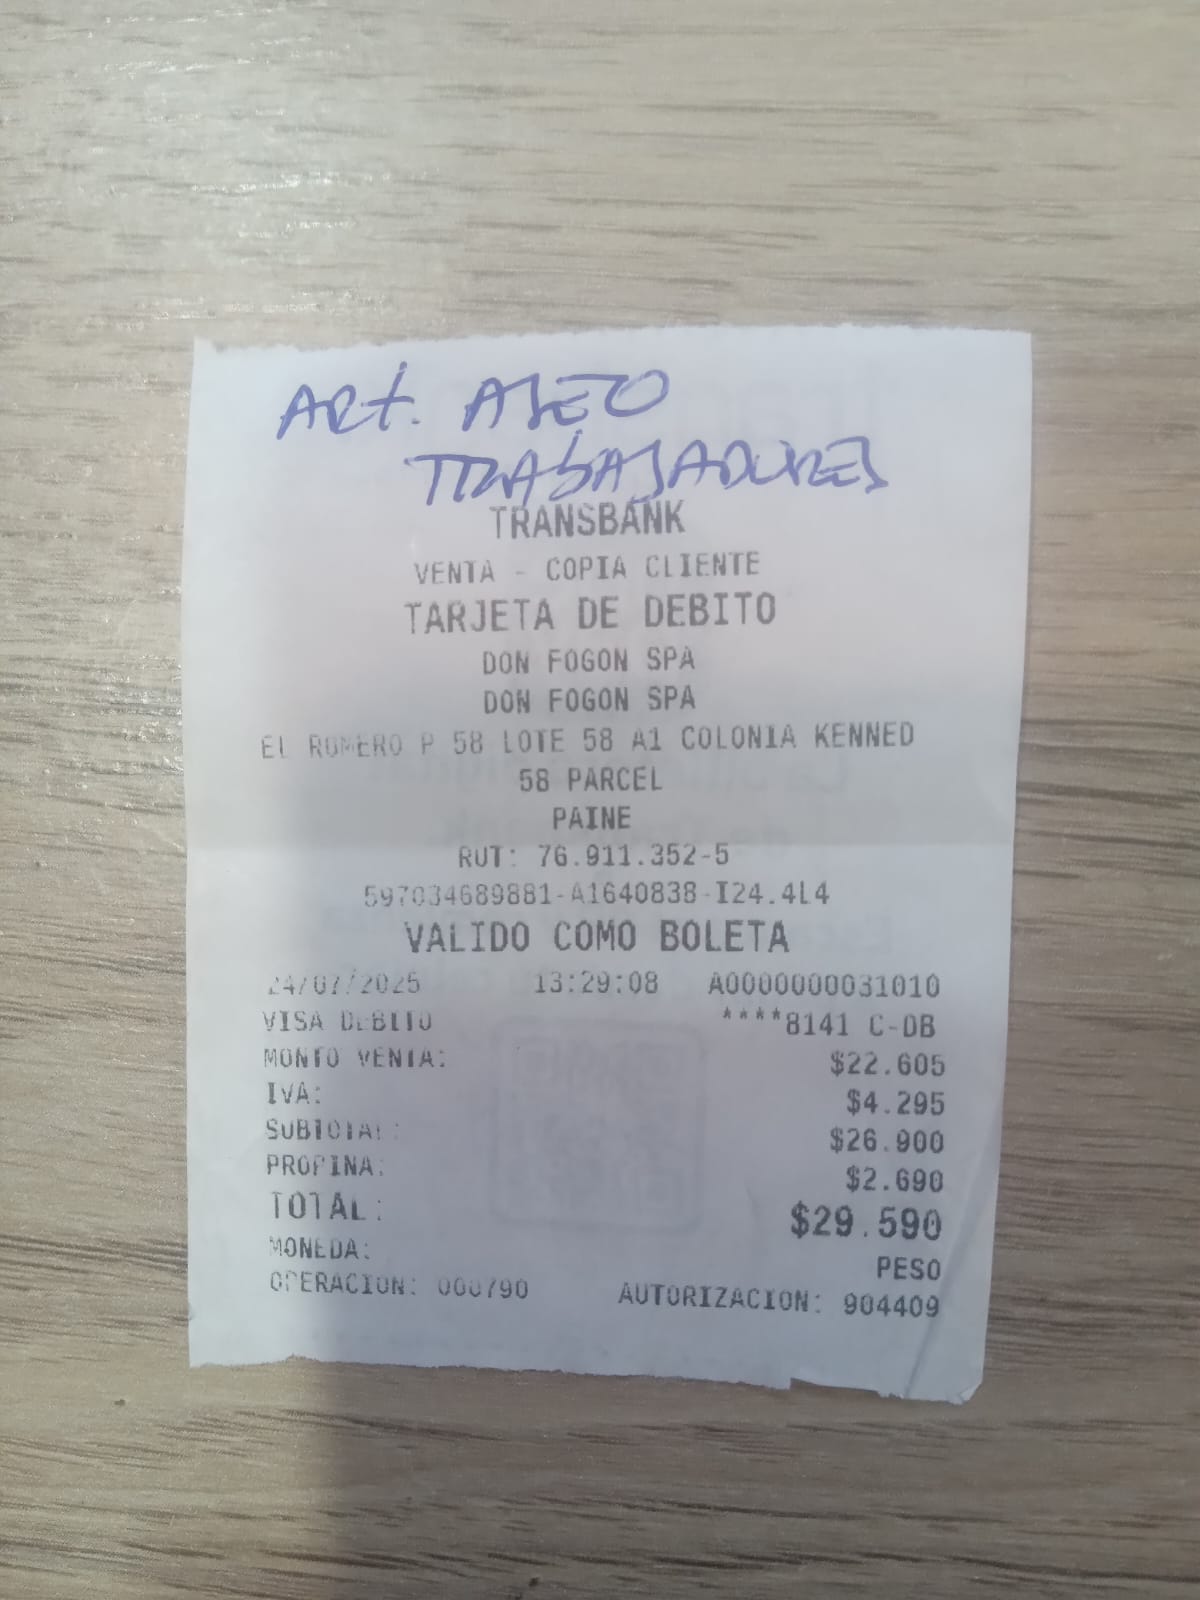 ART. ASEO
TRABAJADORES
TRANSBANK
VENTA - COPIA CLIENTE
TARJETA DE DEBITO
DON FOGON SPA
DON FOGON SPA
EL ROMERO P 58 LOTE 58 A1 COLONIA KENNED
58 PARCEL
PAINE
RUT: 76.911.352-5
597034689881-A1640838-I24.4L4
VALIDO COMO BOLETA
24/07/2025 13:29:08 A0000000031010
VISA DEBITO ****8141 C-DB
MONTO VENTA: $22.605
IVA: $4.295
SUBTOTAL: $26.900
PROPINA: $2.690
TOTAL: $29.590
MONEDA: PESO
OPERACION: 000790 AUTORIZACION: 904409